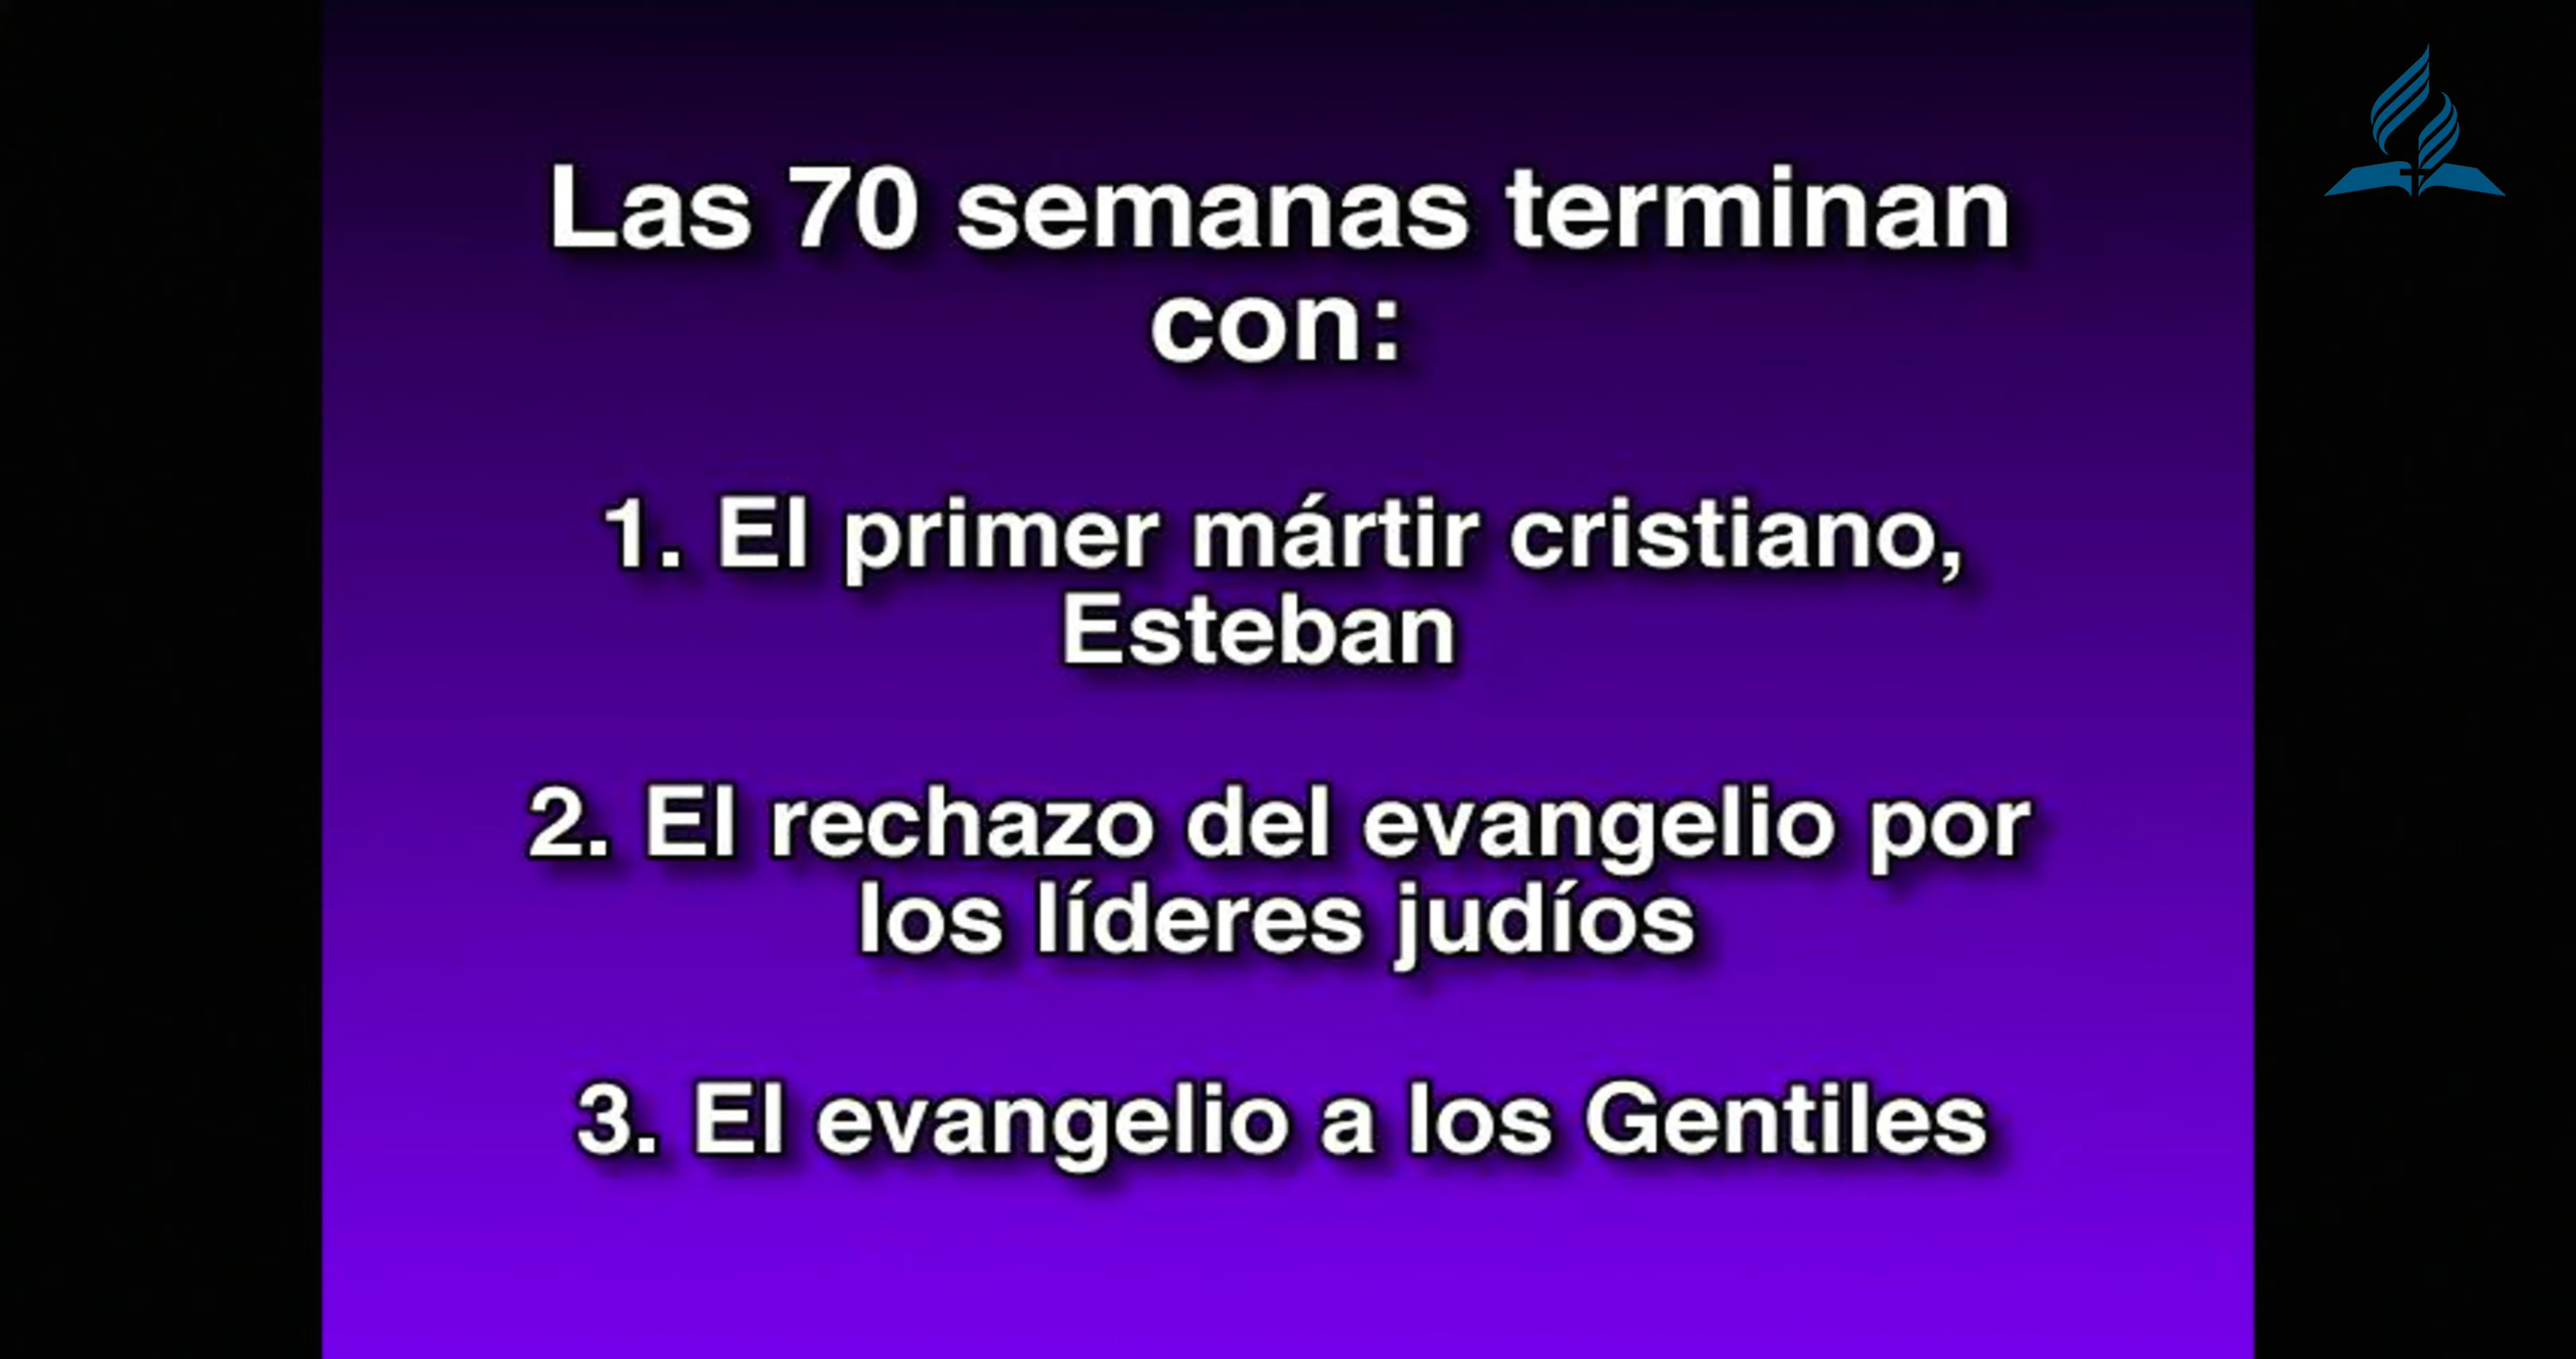 Las 70 semanas terminan
con:
1. El primer mártir cristiano,
Esteban
2. El rechazo del evangelio por
los líderes judíos
3. El evangelio a los Gentiles